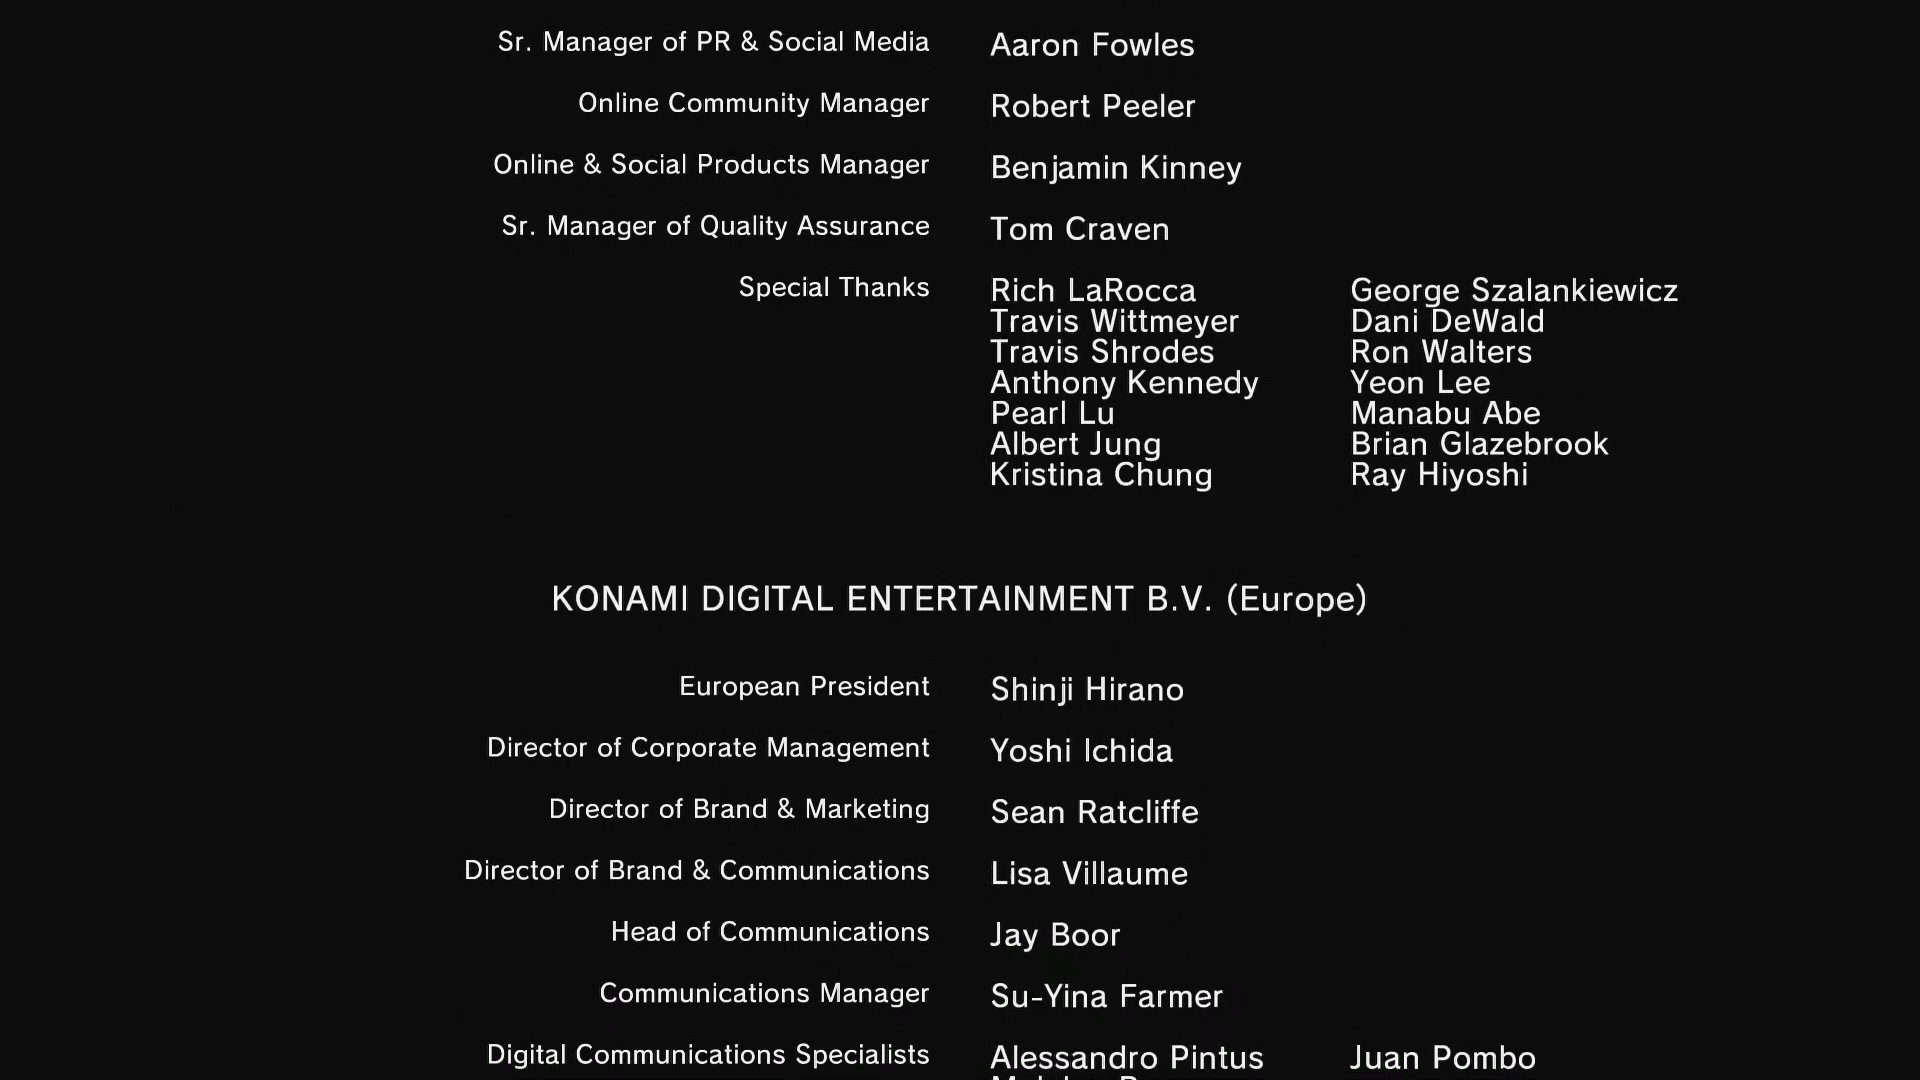 Sr. Manager of PR & Social Media Aaron Fowles
Online Community Manager Robert Peeler
Online & Social Products Manager Benjamin Kinney
Sr. Manager of Quality Assurance Tom Craven
Special Thanks Rich LaRocca George Szalankiewicz
Travis Wittmeyer Dani DeWald
Travis Shrodes Ron Walters
Anthony Kennedy Yeon Lee
Pearl Lu Manabu Abe
Albert Jung Brian Glazebrook
Kristina Chung Ray Hiyoshi
KONAMI DIGITAL ENTERTAINMENT B.V. (Europe)
European President Shinji Hirano
Director of Corporate Management Yoshi Ichida
Director of Brand & Marketing Sean Ratcliffe
Director of Brand & Communications Lisa Villaume
Head of Communications Jay Boor
Communications Manager Su-Yina Farmer
Digital Communications Specialists Alessandro Pintus Juan Pombo